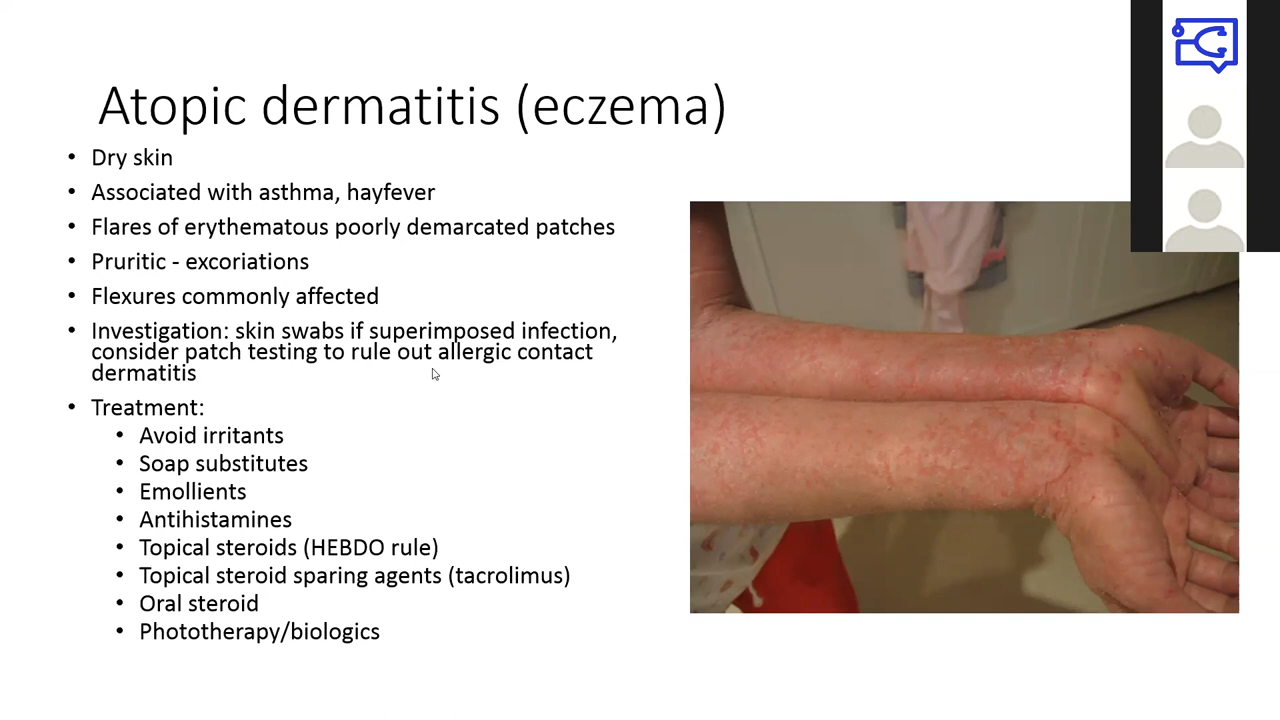 Atopic dermatitis (eczema)
• Dry skin
• Associated with asthma, hayfever
• Flares of erythematous poorly demarcated patches
• Pruritic - excoriations
• Flexures commonly affected
• Investigation: skin swabs if superimposed infection,
consider patch testing to rule out allergic contact
dermatitis
• Treatment:
• Avoid irritants
• Soap substitutes
• Emollients
• Antihistamines
• Topical steroids (HEBDO rule)
• Topical steroid sparing agents (tacrolimus)
• Oral steroid
• Phototherapy/biologics